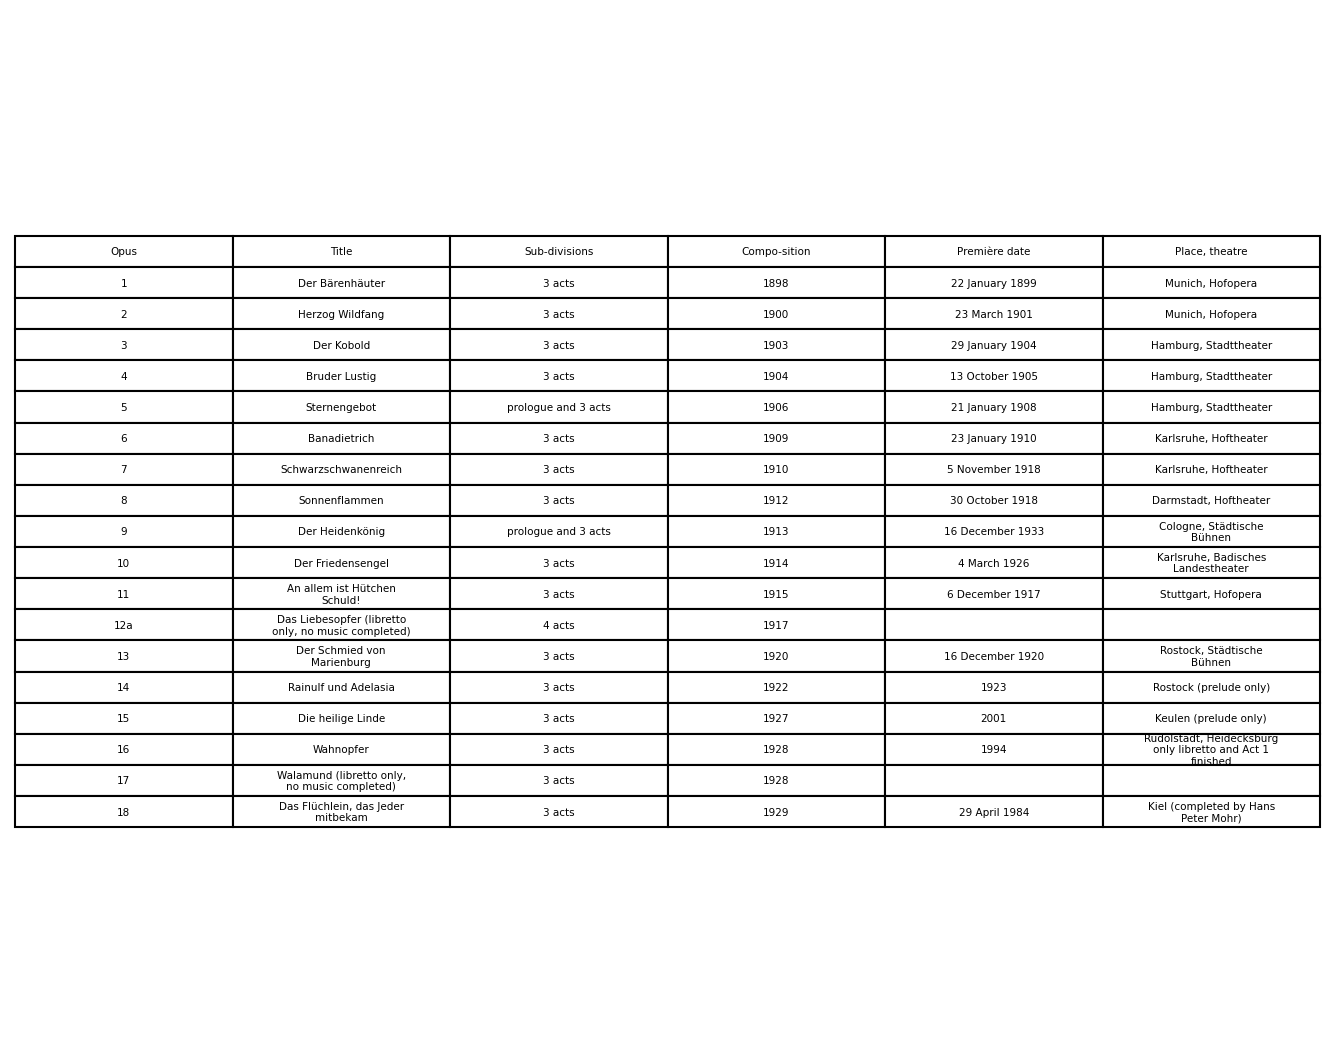 Opus Title Sub-divisions Compo-sition Première date Place, theatre
1 Der Bärenhäuter 3 acts 1898 22 January 1899 Munich, Hofopera
2 Herzog Wildfang 3 acts 1900 23 March 1901 Munich, Hofopera
3 Der Kobold 3 acts 1903 29 January 1904 Hamburg, Stadttheater
4 Bruder Lustig 3 acts 1904 13 October 1905 Hamburg, Stadttheater
5 Sternengebot prologue and 3 acts 1906 21 January 1908 Hamburg, Stadttheater
6 Banadietrich 3 acts 1909 23 January 1910 Karlsruhe, Hoftheater
7 Schwarzschwanenreich 3 acts 1910 5 November 1918 Karlsruhe, Hoftheater
8 Sonnenflammen 3 acts 1912 30 October 1918 Darmstadt, Hoftheater
9 Der Heidenkönig prologue and 3 acts 1913 16 December 1933 Cologne, Städtische
Bühnen
10 Der Friedensengel 3 acts 1914 4 March 1926 Karlsruhe, Badisches
Landestheater
11 An allem ist Hütchen
Schuld! 3 acts 1915 6 December 1917 Stuttgart, Hofopera
12a Das Liebesopfer (libretto
only, no music completed) 4 acts 1917
13 Der Schmied von
Marienburg 3 acts 1920 16 December 1920 Rostock, Städtische
Bühnen
14 Rainulf und Adelasia 3 acts 1922 1923 Rostock (prelude only)
15 Die heilige Linde 3 acts 1927 2001 Keulen (prelude only)
16 Wahnopfer 3 acts 1928 1994 Rudolstadt, Heidecksburg
only libretto and Act 1
finished
17 Walamund (libretto only,
no music completed) 3 acts 1928
18 Das Flüchlein, das Jeder
mitbekam 3 acts 1929 29 April 1984 Kiel (completed by Hans
Peter Mohr)